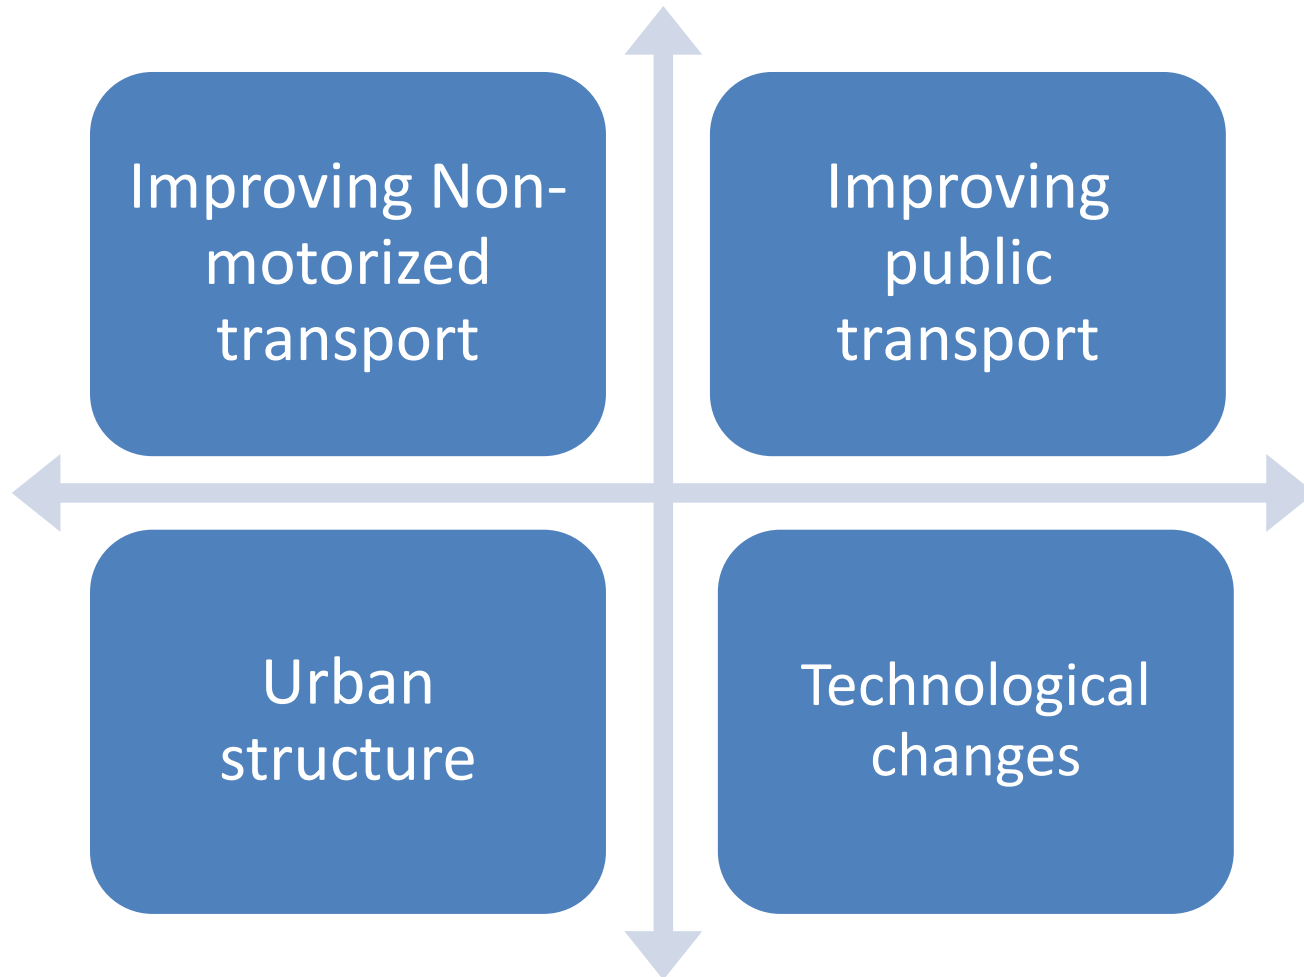 Improving Non-
motorized
transport
Improving
public
transport
Urban
structure
Technological
changes